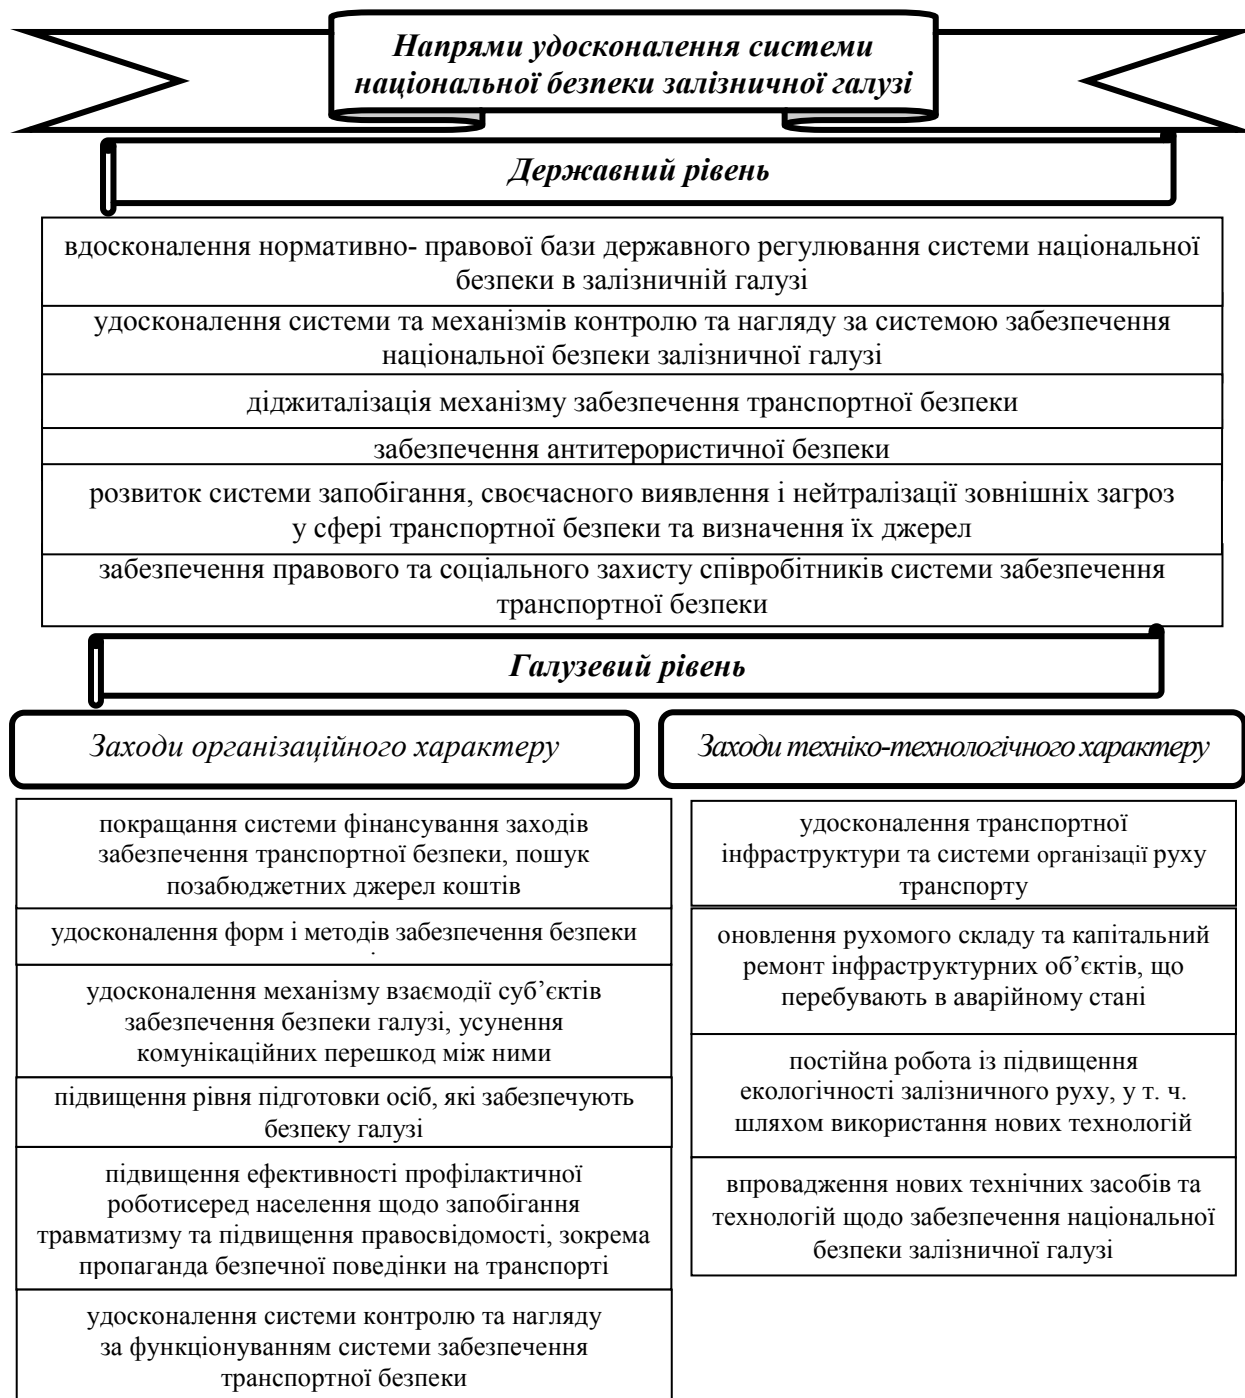 Напрями удосконалення системи
національної безпеки залізничної галузі
Державний рівень
вдосконалення нормативно- правової бази державного регулювання системи національної
безпеки в залізничній галузі
удосконалення системи та механізмів контролю та нагляду за системою забезпечення
національної безпеки залізничної галузі
діджиталізація механізму забезпечення транспортної безпеки
забезпечення антитерористичної безпеки
розвиток системи запобігання, своєчасного виявлення і нейтралізації зовнішніх загроз
у сфері транспортної безпеки та визначення їх джерел
забезпечення правового та соціального захисту співробітників системи забезпечення
транспортної безпеки
Галузевий рівень
Заходи організаційного характеру
покращання системи фінансування заходів
забезпечення транспортної безпеки, пошук
позабюджетних джерел коштів
удосконалення форм і методів забезпечення безпеки
удосконалення механізму взаємодії суб’єктів
забезпечення безпеки галузі, усунення
комунікаційних перешкод між ними
підвищення рівня підготовки осіб, які забезпечують
безпеку галузі
підвищення ефективності профілактичної
роботисеред населення щодо запобігання
травматизму та підвищення правосвідомості, зокрема
пропаганда безпечної поведінки на транспорті
удосконалення системи контролю та нагляду
за функціонуванням системи забезпечення
транспортної безпеки
Заходи техніко-технологічного характеру
удосконалення транспортної
інфраструктури та системи організації руху
транспорту
оновлення рухомого складу та капітальний
ремонт інфраструктурних об’єктів, що
перебувають в аварійному стані
постійна робота із підвищення
екологічності залізничного руху, у т. ч.
шляхом використання нових технологій
впровадження нових технічних засобів та
технологій щодо забезпечення національної
безпеки залізничної галузі